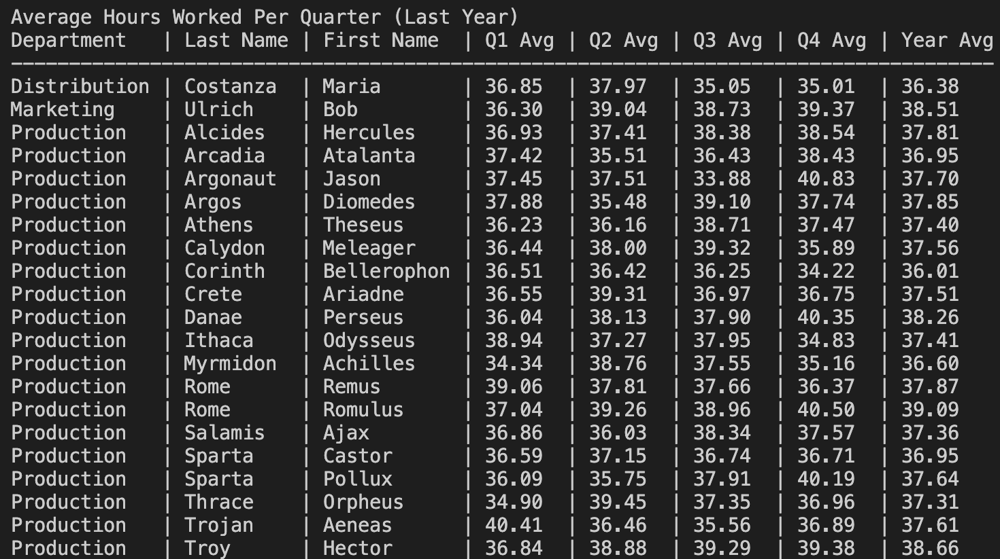 Average Hours Worked Per Quarter (Last Year)
Department   | Last Name | First Name  | Q1 Avg | Q2 Avg | Q3 Avg | Q4 Avg | Year Avg
-------------------------------------------------------------------------------------
Distribution | Costanza  | Maria       | 36.85  | 37.97  | 35.05  | 35.01  | 36.38
Marketing    | Ulrich    | Bob         | 36.30  | 39.04  | 38.73  | 39.37  | 38.51
Production   | Alcides   | Hercules    | 36.93  | 37.41  | 38.38  | 38.54  | 37.81
Production   | Arcadia   | Atalanta    | 37.42  | 35.51  | 36.43  | 38.43  | 36.95
Production   | Argonaut  | Jason       | 37.45  | 37.51  | 33.88  | 40.83  | 37.70
Production   | Argos     | Diomedes    | 37.88  | 35.48  | 39.10  | 37.74  | 37.85
Production   | Athens    | Theseus     | 36.23  | 36.16  | 38.71  | 37.47  | 37.40
Production   | Calydon   | Meleager    | 36.44  | 38.00  | 39.32  | 35.89  | 37.56
Production   | Corinth   | Bellerophon | 36.51  | 36.42  | 36.25  | 34.22  | 36.01
Production   | Crete     | Ariadne     | 36.55  | 39.31  | 36.97  | 36.75  | 37.51
Production   | Danae     | Perseus     | 36.04  | 38.13  | 37.90  | 40.35  | 38.26
Production   | Ithaca    | Odysseus    | 38.94  | 37.27  | 37.95  | 34.83  | 37.41
Production   | Myrmidon  | Achilles    | 34.34  | 38.76  | 37.55  | 35.16  | 36.60
Production   | Rome      | Remus       | 39.06  | 37.81  | 37.66  | 36.37  | 37.87
Production   | Rome      | Romulus     | 37.04  | 39.26  | 38.96  | 40.50  | 39.09
Production   | Salamis   | Ajax        | 36.86  | 36.03  | 38.34  | 37.57  | 37.36
Production   | Sparta    | Castor      | 36.59  | 37.15  | 36.74  | 36.71  | 36.95
Production   | Sparta    | Pollux      | 36.09  | 35.75  | 37.91  | 40.19  | 37.64
Production   | Thrace    | Orpheus     | 34.90  | 39.45  | 37.35  | 36.96  | 37.31
Production   | Trojan    | Aeneas      | 40.41  | 36.46  | 35.56  | 36.89  | 37.61
Production   | Troy      | Hector      | 36.84  | 38.88  | 39.29  | 39.38  | 38.66